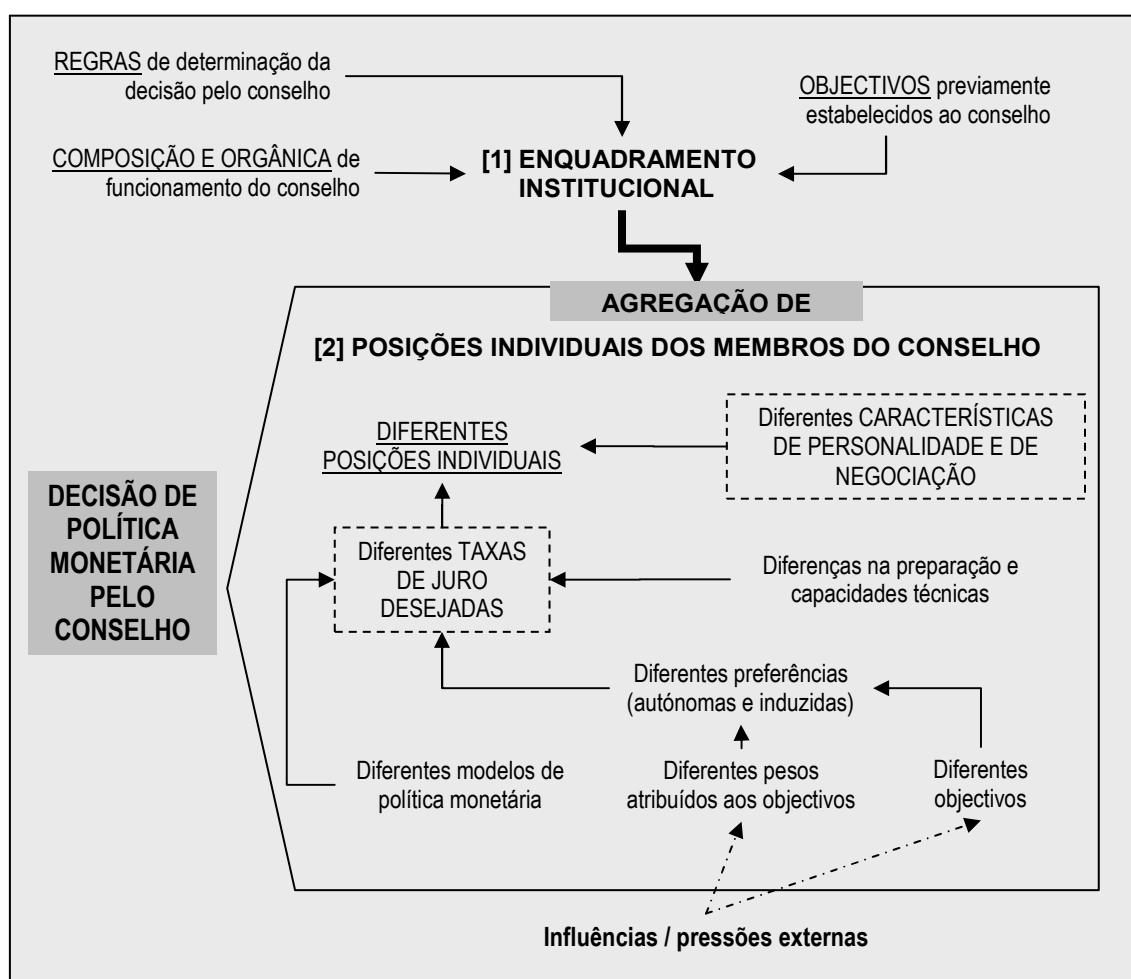 REGRAS de determinação da
decisão pelo conselho
OBJECTIVOS previamente
estabelecidos ao conselho
COMPOSIÇÃO E ORGÂNICA de
funcionamento do conselho
[1] ENQUADRAMENTO
INSTITUCIONAL
AGREGAÇÃO DE
[2] POSIÇÕES INDIVIDUAIS DOS MEMBROS DO CONSELHO
DIFERENTES
POSIÇÕES INDIVIDUAIS
Diferentes CARACTERÍSTICAS
DE PERSONALIDADE E DE
NEGOCIAÇÃO
DECISÃO DE
POLÍTICA
MONETÁRIA
PELO
CONSELHO
Diferentes TAXAS
DE JURO
DESEJADAS
Diferenças na preparação e
capacidades técnicas
Diferentes preferências
(autónomas e induzidas)
Diferentes modelos de
política monetária
Diferentes pesos
atribuídos aos objectivos
Diferentes
objectivos
Influências / pressões externas